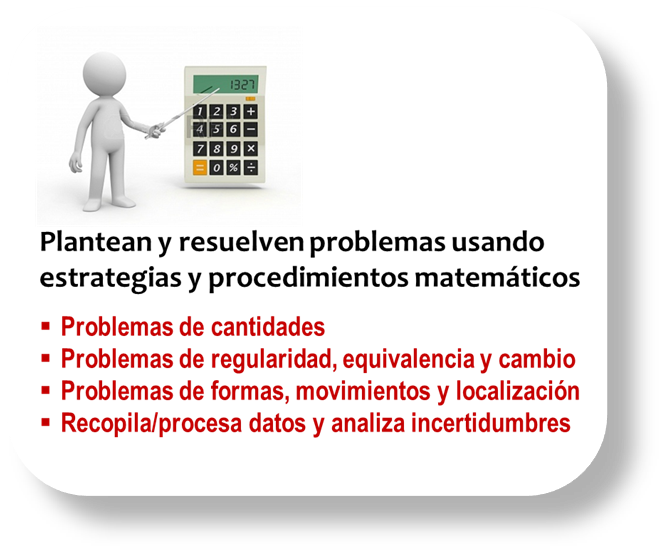 1327
1 2 3 +
4 5 6 −
7 8 9 ×
= 0 % ÷
Plantean y resuelven problemas usando
estrategias y procedimientos matemáticos
▪ Problemas de cantidades
▪ Problemas de regularidad, equivalencia y cambio
▪ Problemas de formas, movimientos y localización
▪ Recopila/procesa datos y analiza incertidumbres